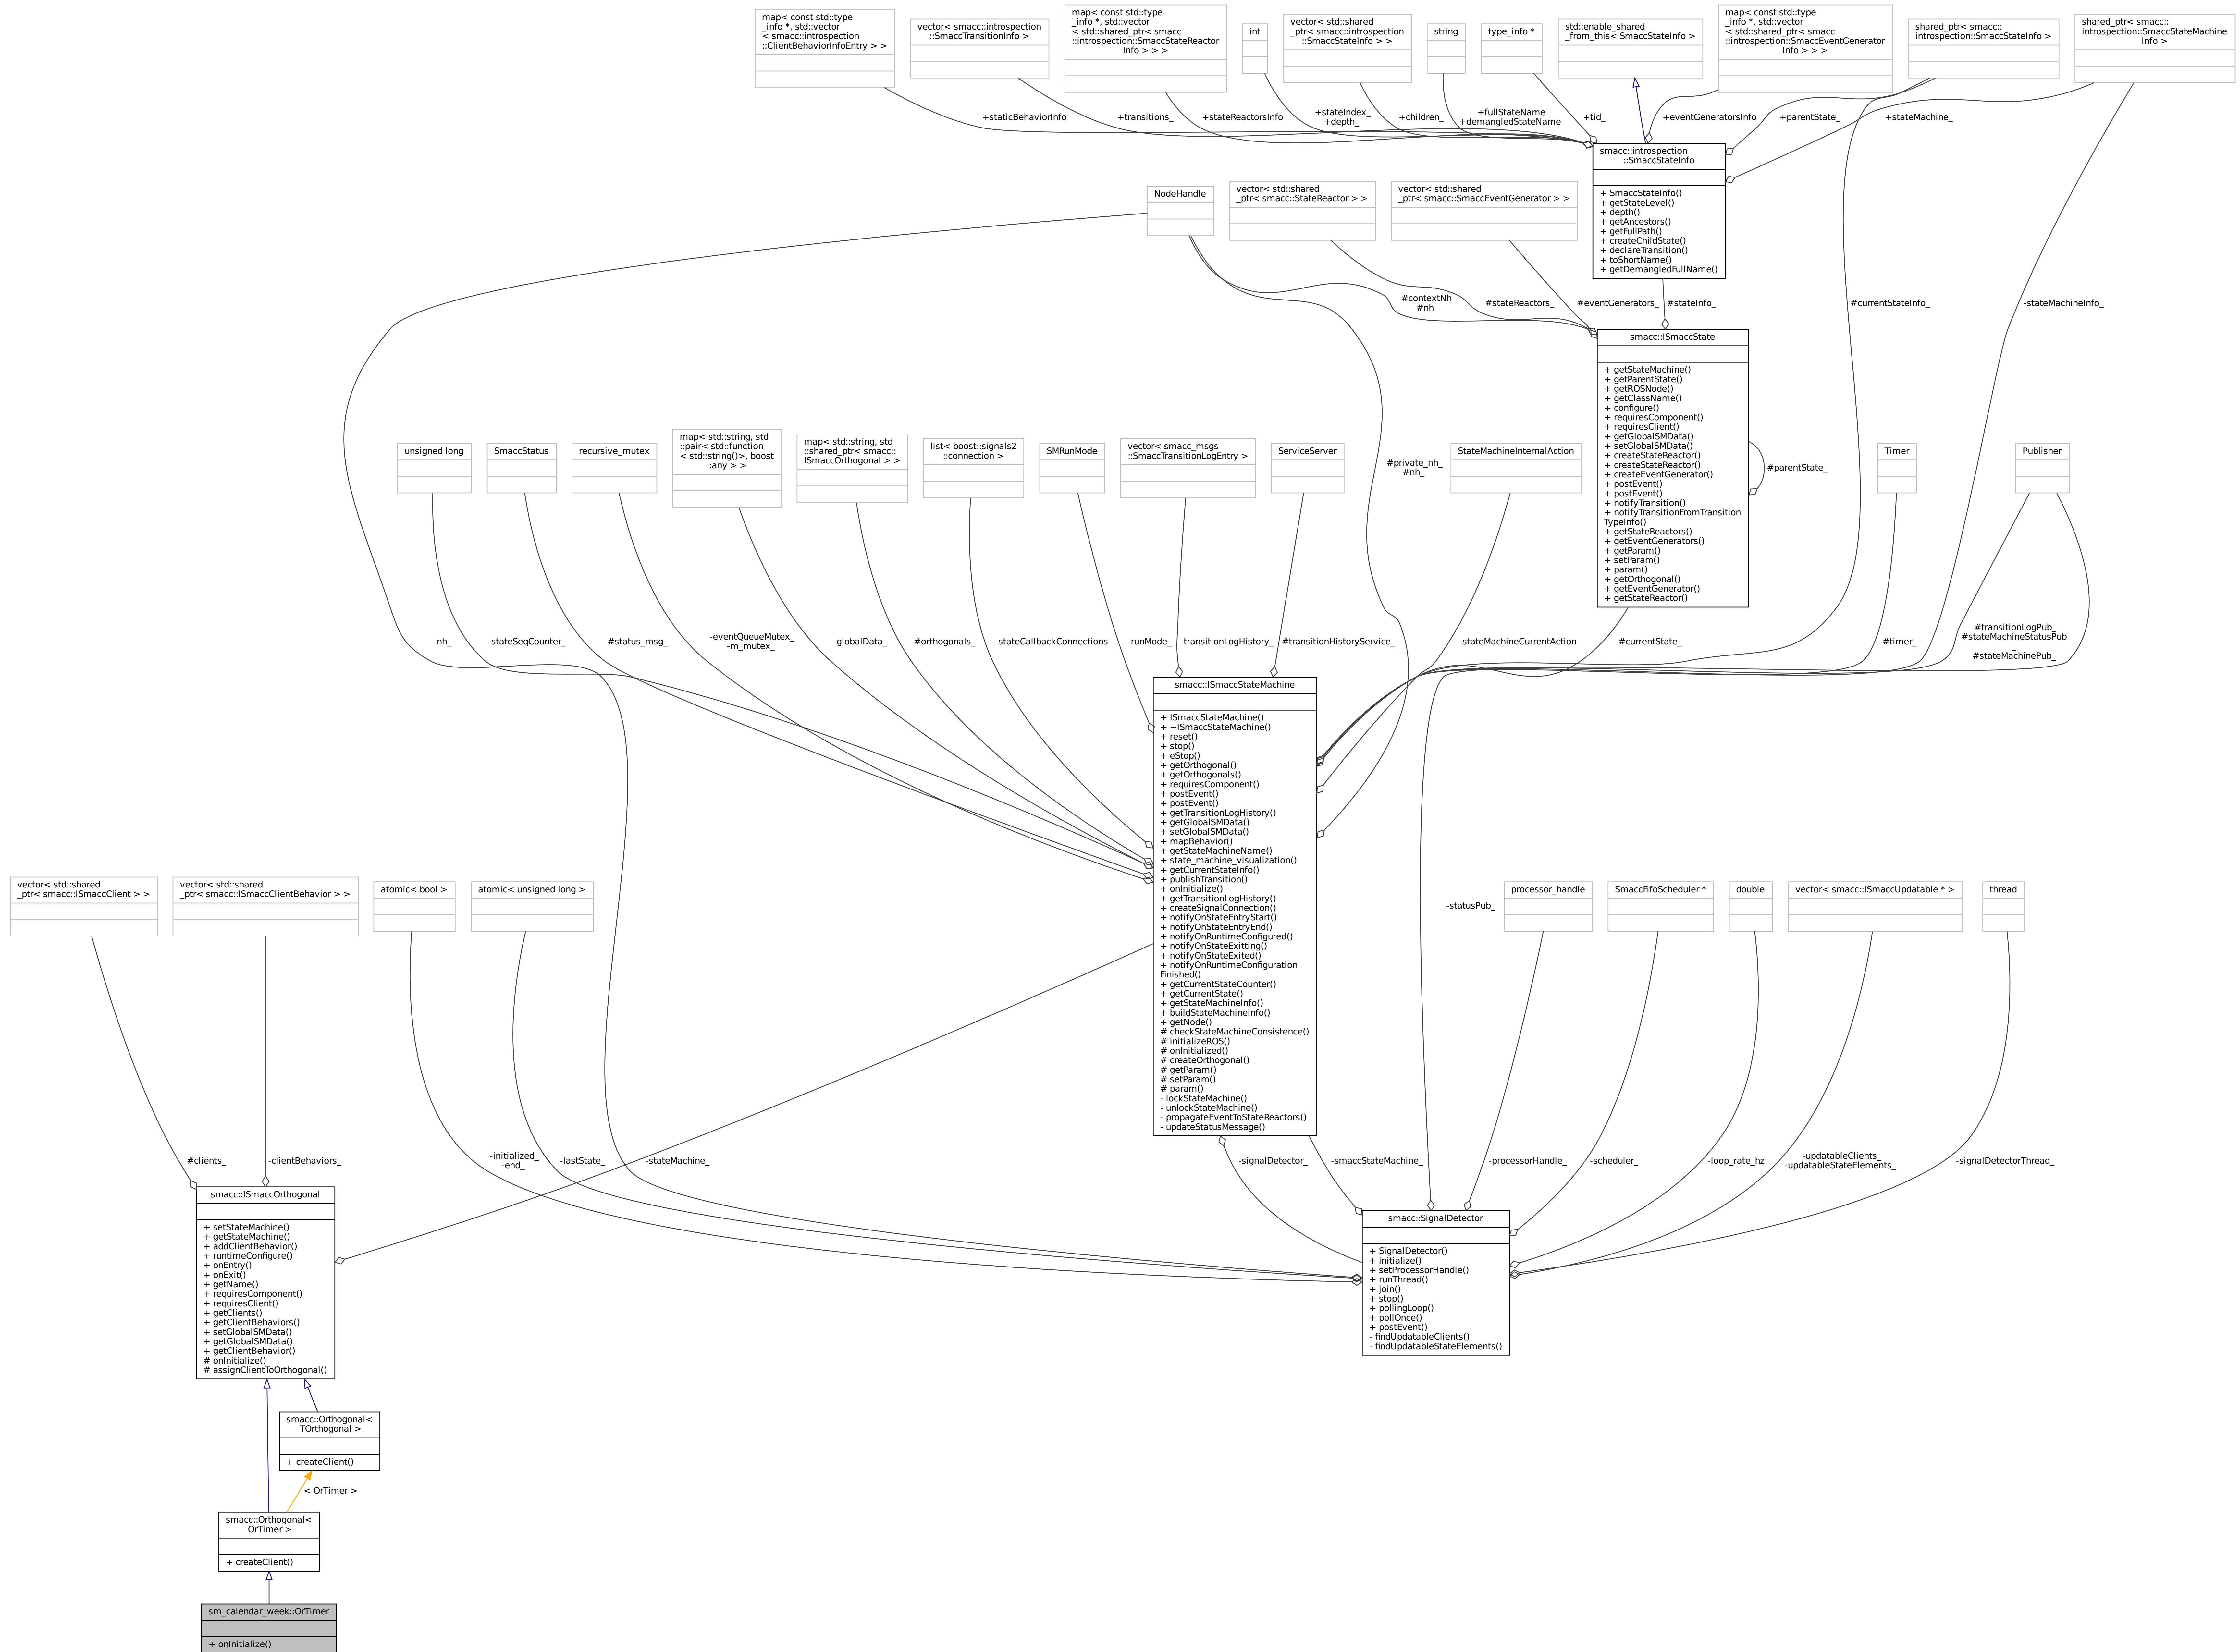 map< const std::type
_info *, std::vector
< smacc::introspection
::ClientBehaviorInfoEntry > >
vector< smacc::introspection
::SmaccTransitionInfo >
map< const std::type
_info *, std::vector
< std::shared_ptr< smacc
::introspection::SmaccStateReactor
Info > > >
int
vector< std::shared
_ptr< smacc::introspection
::SmaccStateInfo > >
string
type_info *
std::enable_shared
_from_this< SmaccStateInfo >
map< const std::type
_info *, std::vector
< std::shared_ptr< smacc
::introspection::SmaccEventGenerator
Info > > >
shared_ptr< smacc::
introspection::SmaccStateInfo >
shared_ptr< smacc::
introspection::SmaccStateMachine
Info >
+staticBehaviorInfo
+transitions_
+stateReactorsInfo
+stateIndex_
+depth_
+children_
+fullStateName
+demangledStateName
+tid_
+eventGeneratorsInfo
+parentState_
+stateMachine_
smacc::introspection
::SmaccStateInfo
+ SmaccStateInfo()
+ getStateLevel()
+ depth()
+ getAncestors()
+ getFullPath()
+ createChildState()
+ declareTransition()
+ toShortName()
+ getDemangledFullName()
NodeHandle
vector< std::shared
_ptr< smacc::StateReactor > >
vector< std::shared
_ptr< smacc::SmaccEventGenerator > >
#contextNh
#nh
#stateReactors_
#eventGenerators_
#stateInfo_
#currentStateInfo_
-stateMachineInfo_
smacc::ISmaccState
+ getStateMachine()
+ getParentState()
+ getROSNode()
+ getClassName()
+ configure()
+ requiresComponent()
+ requiresClient()
+ getGlobalSMData()
+ setGlobalSMData()
+ createStateReactor()
+ createStateReactor()
+ createEventGenerator()
+ postEvent()
+ postEvent()
+ notifyTransition()
+ notifyTransitionFromTransition
TypeInfo()
+ getStateReactors()
+ getEventGenerators()
+ getParam()
+ setParam()
+ param()
+ getOrthogonal()
+ getEventGenerator()
+ getStateReactor()
#parentState_
unsigned long
SmaccStatus
recursive_mutex
map< std::string, std
::pair< std::function
< std::string()>, boost
::any > >
map< std::string, std
::shared_ptr< smacc::
ISmaccOrthogonal > >
list< boost::signals2
::connection >
SMRunMode
vector< smacc_msgs
::SmaccTransitionLogEntry >
ServiceServer
#private_nh_
#nh_
StateMachineInternalAction
Timer
Publisher
-nh_
-stateSeqCounter_
#status_msg_
-eventQueueMutex_
-m_mutex_
-globalData_
#orthogonals_
-stateCallbackConnections
-runMode_
-transitionLogHistory_
#transitionHistoryService_
-stateMachineCurrentAction
#currentState_
#timer_
#transitionLogPub_
#stateMachineStatusPub
_
#stateMachinePub_
smacc::ISmaccStateMachine
+ ISmaccStateMachine()
+ ~ISmaccStateMachine()
+ reset()
+ stop()
+ eStop()
+ getOrthogonal()
+ getOrthogonals()
+ requiresComponent()
+ postEvent()
+ postEvent()
+ getTransitionLogHistory()
+ getGlobalSMData()
+ setGlobalSMData()
+ mapBehavior()
+ getStateMachineName()
+ state_machine_visualization()
+ getCurrentStateInfo()
+ publishTransition()
+ onInitialize()
+ getTransitionLogHistory()
+ createSignalConnection()
+ notifyOnStateEntryStart()
+ notifyOnStateEntryEnd()
+ notifyOnRuntimeConfigured()
+ notifyOnStateExitting()
+ notifyOnStateExited()
+ notifyOnRuntimeConfiguration
Finished()
+ getCurrentStateCounter()
+ getCurrentState()
+ getStateMachineInfo()
+ buildStateMachineInfo()
+ getNode()
# checkStateMachineConsistence()
# initializeROS()
# onInitialized()
# createOrthogonal()
# getParam()
# setParam()
# param()
- lockStateMachine()
- unlockStateMachine()
- propagateEventToStateReactors()
- updateStatusMessage()
vector< std::shared
_ptr< smacc::ISmaccClient > >
vector< std::shared
_ptr< smacc::ISmaccClientBehavior > >
atomic< bool >
atomic< unsigned long >
-statusPub_
processor_handle
SmaccFifoScheduler *
double
vector< smacc::ISmaccUpdatable * >
thread
#clients_
-clientBehaviors_
-initialized_
-end_
-lastState_
-stateMachine_
-signalDetector_
-smaccStateMachine_
-processorHandle_
-scheduler_
-loop_rate_hz
-updatableClients_
-updatableStateElements_
-signalDetectorThread_
smacc::ISmaccOrthogonal
+ setStateMachine()
+ getStateMachine()
+ addClientBehavior()
+ runtimeConfigure()
+ onEntry()
+ onExit()
+ getName()
+ requiresComponent()
+ requiresClient()
+ getClients()
+ getClientBehaviors()
+ setGlobalSMData()
+ getGlobalSMData()
+ getClientBehavior()
# onInitialize()
# assignClientToOrthogonal()
smacc::SignalDetector
+ SignalDetector()
+ initialize()
+ setProcessorHandle()
+ runThread()
+ join()
+ stop()
+ pollingLoop()
+ pollOnce()
+ postEvent()
- findUpdatableClients()
- findUpdatableStateElements()
smacc::Orthogonal<
TOrthogonal >
+ createClient()
< OrTimer >
smacc::Orthogonal<
OrTimer >
+ createClient()
sm_calendar_week::OrTimer
+ onInitialize()